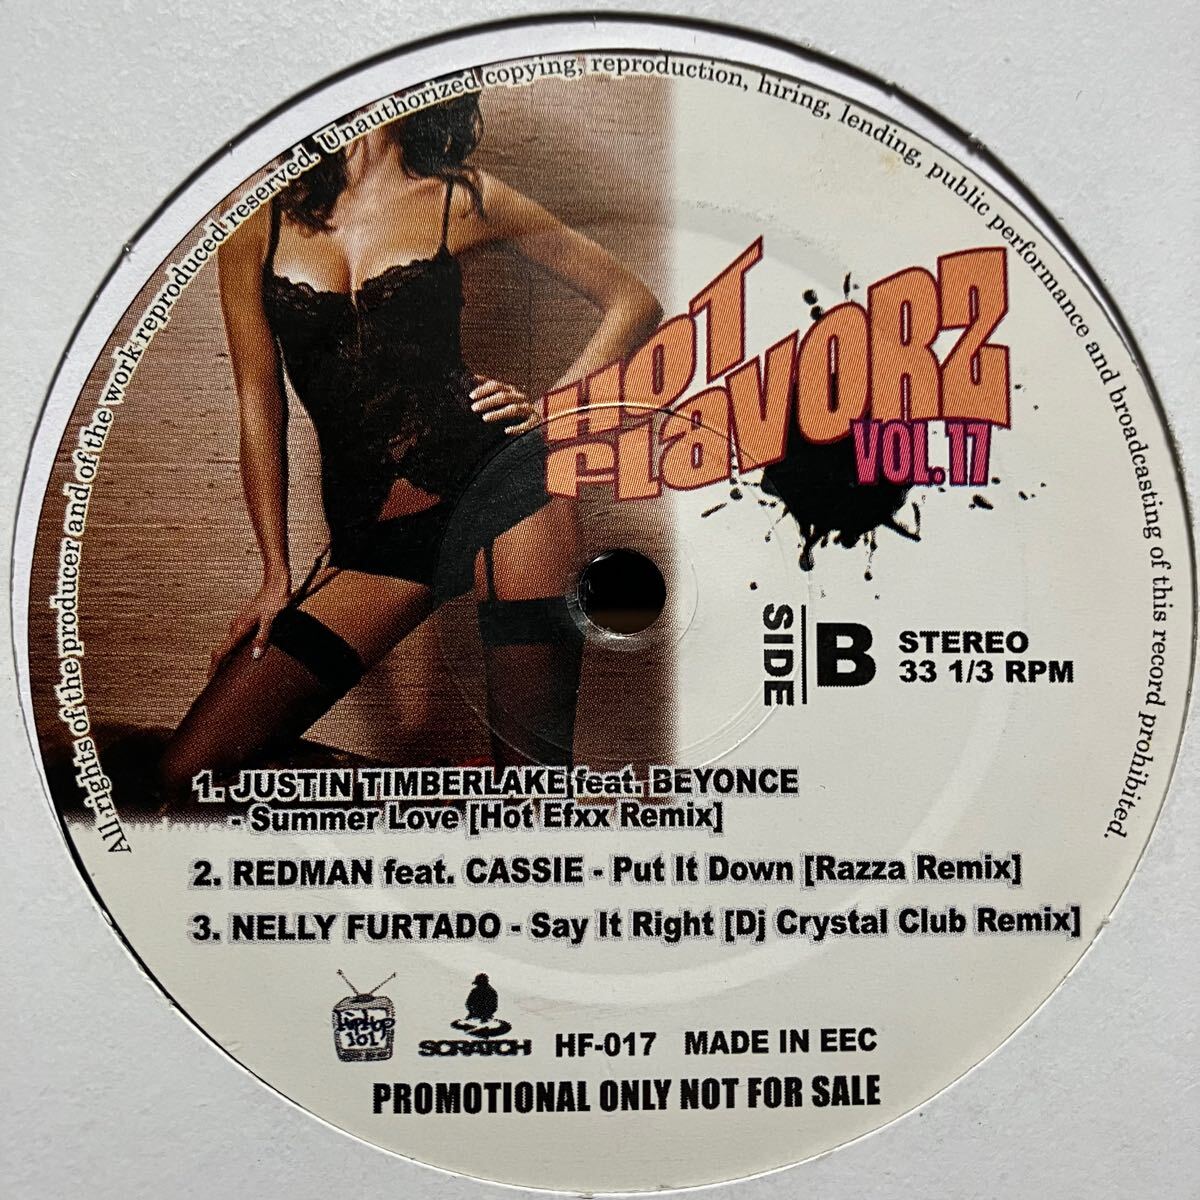 All rights of the producer and of the work reproduced reserved. Unauthorized copying, reproduction, hiring, lending, public performance and broadcasting of this record prohibited.
HOT
FLAVORZ
VOL.17
SIDE B
STEREO
33 1/3 RPM
1. JUSTIN TIMBERLAKE feat. BEYONCE
- Summer Love [Hot Efxx Remix]
2. REDMAN feat. CASSIE - Put It Down [Razza Remix]
3. NELLY FURTADO - Say It Right [Dj Crystal Club Remix]
HipHop
101
SCRATCH HF-017 MADE IN EEC
PROMOTIONAL ONLY NOT FOR SALE